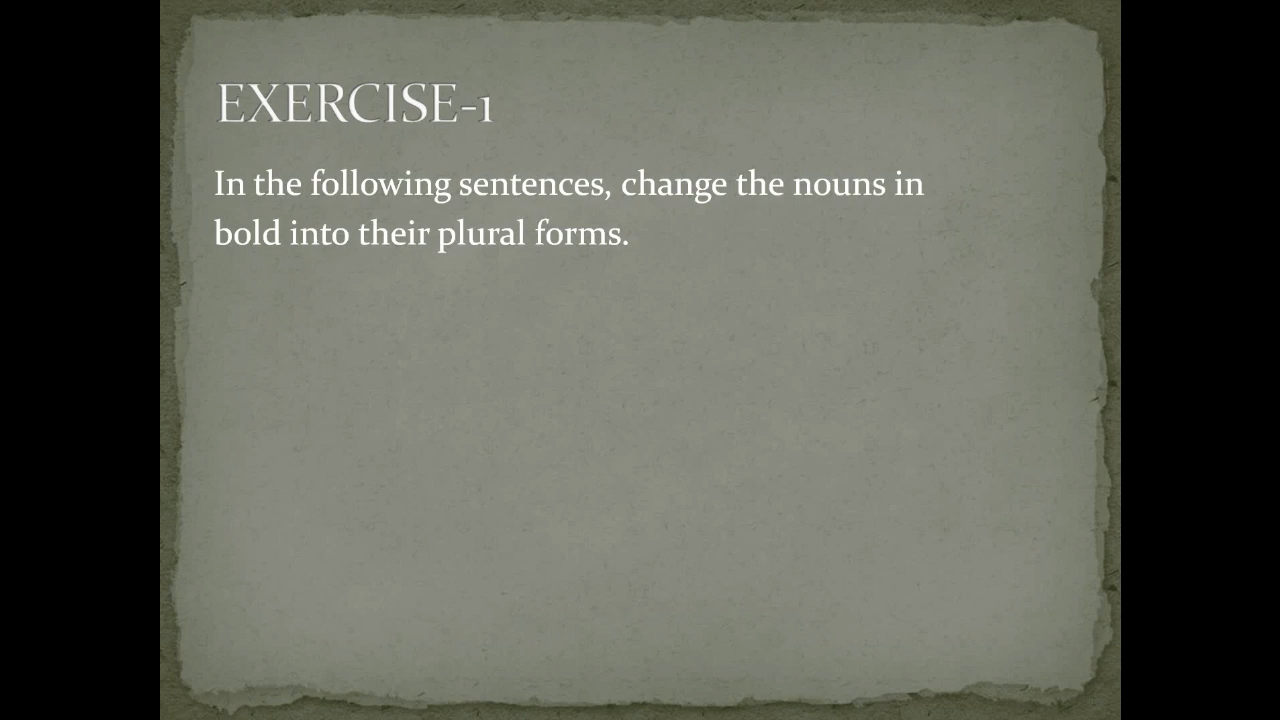 EXERCISE-1
In the following sentences, change the nouns in
bold into their plural forms.